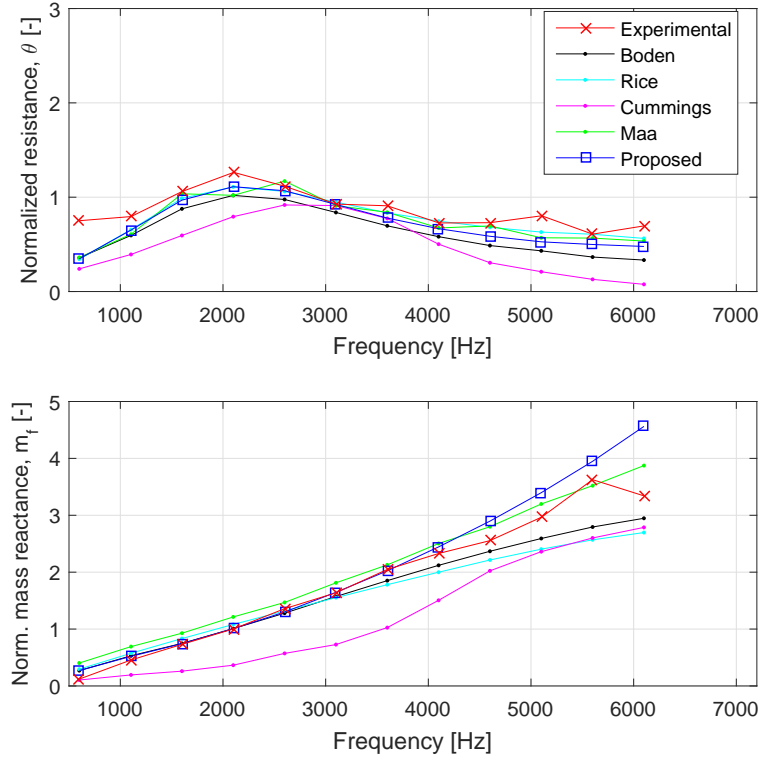 Normalized resistance, θ [-]
3
2
1
0
Experimental
Boden
Rice
Cummings
Maa
Proposed
1000 2000 3000 4000 5000 6000 7000
Frequency [Hz]
Norm. mass reactance, m_f [-]
5
4
3
2
1
0
1000 2000 3000 4000 5000 6000 7000
Frequency [Hz]